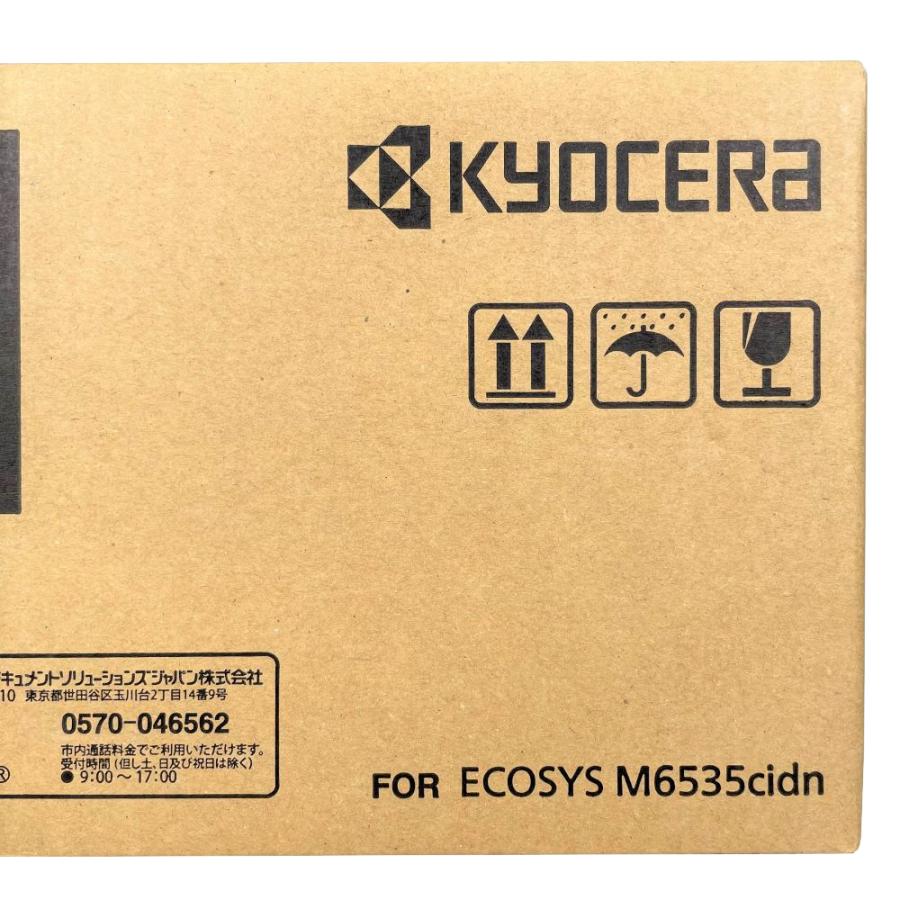 KYOCERA
キュメントソリューションズジャパン株式会社
10 東京都世田谷区玉川台2丁目14番9号
0570-046562
市内通話料金でご利用いただけます。
受付時間(但し土、日及び祝日は除く)
® ●9:00〜17:00
FOR ECOSYS M6535cidn